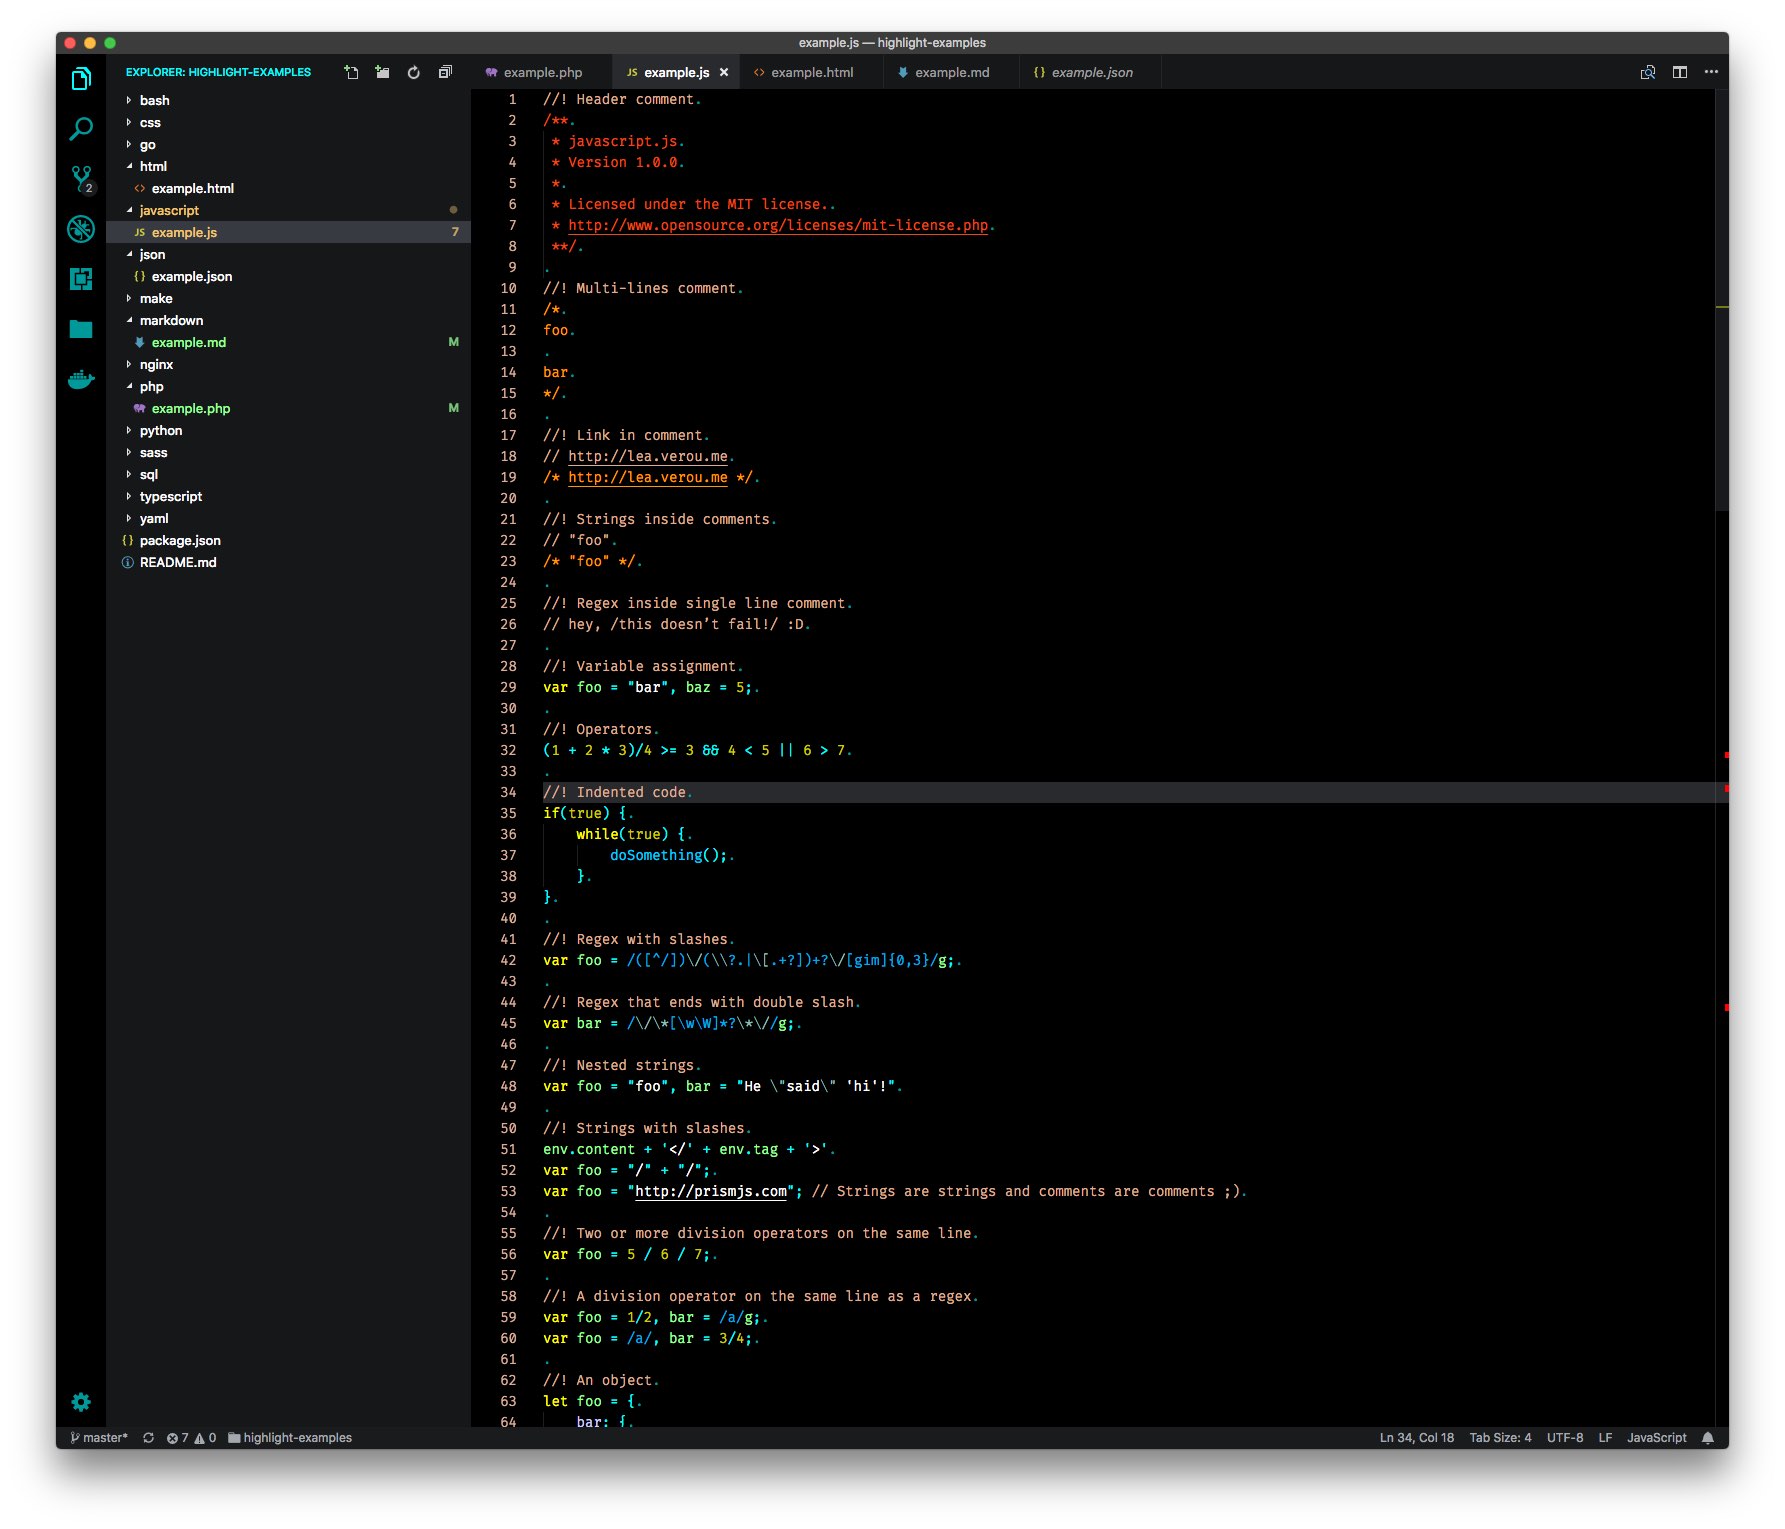 example.js — highlight-examples
EXPLORER: HIGHLIGHT-EXAMPLES
example.php
JS example.js ×
<> example.html
example.md
{} example.json
bash
css
go
html
<> example.html
javascript
JS example.js 7
json
{} example.json
make
markdown
example.md M
nginx
php
example.php M
python
sass
sql
typescript
yaml
{} package.json
README.md
2
1 //! Header comment.
2 /**.
3 * javascript.js.
4 * Version 1.0.0.
5 *.
6 * Licensed under the MIT license..
7 * http://www.opensource.org/licenses/mit-license.php.
8 **/.
9 .
10 //! Multi-lines comment.
11 /*.
12 foo.
13 .
14 bar.
15 */.
16 .
17 //! Link in comment.
18 // http://lea.verou.me.
19 /* http://lea.verou.me */.
20 .
21 //! Strings inside comments.
22 // "foo".
23 /* "foo" */.
24 .
25 //! Regex inside single line comment.
26 // hey, /this doesn't fail!/ :D.
27 .
28 //! Variable assignment.
29 var foo = "bar", baz = 5;.
30 .
31 //! Operators.
32 (1 + 2 * 3)/4 >= 3 && 4 < 5 || 6 > 7.
33 .
34 //! Indented code.
35 if(true) {.
36 while(true) {.
37 doSomething();.
38 }.
39 }.
40 .
41 //! Regex with slashes.
42 var foo = /([^/])\/(\\?.|\[.+?])+?\/[gim]{0,3}/g;.
43 .
44 //! Regex that ends with double slash.
45 var bar = /\/\*[\w\W]*?\*\//g;.
46 .
47 //! Nested strings.
48 var foo = "foo", bar = "He \"said\" 'hi'!".
49 .
50 //! Strings with slashes.
51 env.content + '</' + env.tag + '>'.
52 var foo = "/" + "/";.
53 var foo = "http://prismjs.com"; // Strings are strings and comments are comments ;).
54 .
55 //! Two or more division operators on the same line.
56 var foo = 5 / 6 / 7;.
57 .
58 //! A division operator on the same line as a regex.
59 var foo = 1/2, bar = /a/g;.
60 var foo = /a/, bar = 3/4;.
61 .
62 //! An object.
63 let foo = {.
64 bar: {.
master* 7 0 highlight-examples
Ln 34, Col 18 Tab Size: 4 UTF-8 LF JavaScript